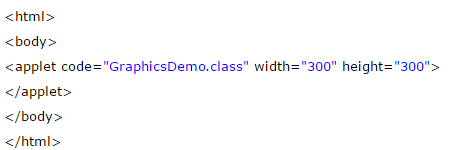 <html>
<body>
<applet code="GraphicsDemo.class" width="300" height="300">
</applet>
</body>
</html>